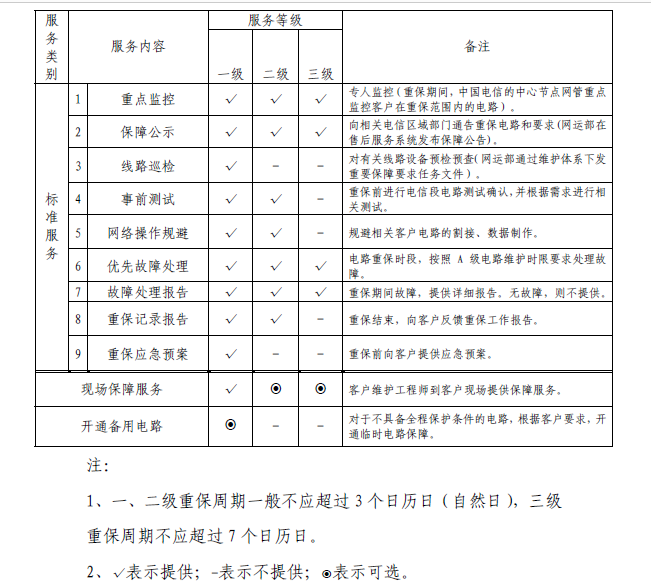 服务类别 服务内容 服务等级 备注
一级 二级 三级
标准服务
1 重点监控 ✓ ✓ ✓ 专人监控(重保期间,中国电信的中心节点网管重点
监控客户在重保范围内的电路)。
2 保障公示 ✓ ✓ ✓ 向相关电信区域部门通告重保电路和要求(网运部在
售后服务系统发布保障公告)。
3 线路巡检 ✓ － － 对有关线路设备预检预查(网运部通过维护体系下发
重要保障要求任务文件)。
4 事前测试 ✓ ✓ － 重保前进行电信段电路测试确认,并根据需求进行相
关测试。
5 网络操作规避 ✓ ✓ － 规避相关客户电路的割接、数据制作。
6 优先故障处理 ✓ ✓ ✓ 电路重保时段,按照 A 级电路维护时限要求处理故
障。
7 故障处理报告 ✓ ✓ ✓ 重保期间故障,提供详细报告。无故障,则不提供。
8 重保记录报告 ✓ ✓ － 重保结束,向客户反馈重保工作报告。
9 重保应急预案 ✓ － － 重保前向客户提供应急预案。
现场保障服务 ✓ ◉ ◉ 客户维护工程师到客户现场提供保障服务。
开通备用电路 ◉ － － 对于不具备全程保护条件的电路,根据客户要求,开
通临时电路保障。
注:
1、一、二级重保周期一般不应超过 3 个日历日(自然日),三级
重保周期不应超过 7 个日历日。
2、✓表示提供;-表示不提供;◉表示可选。